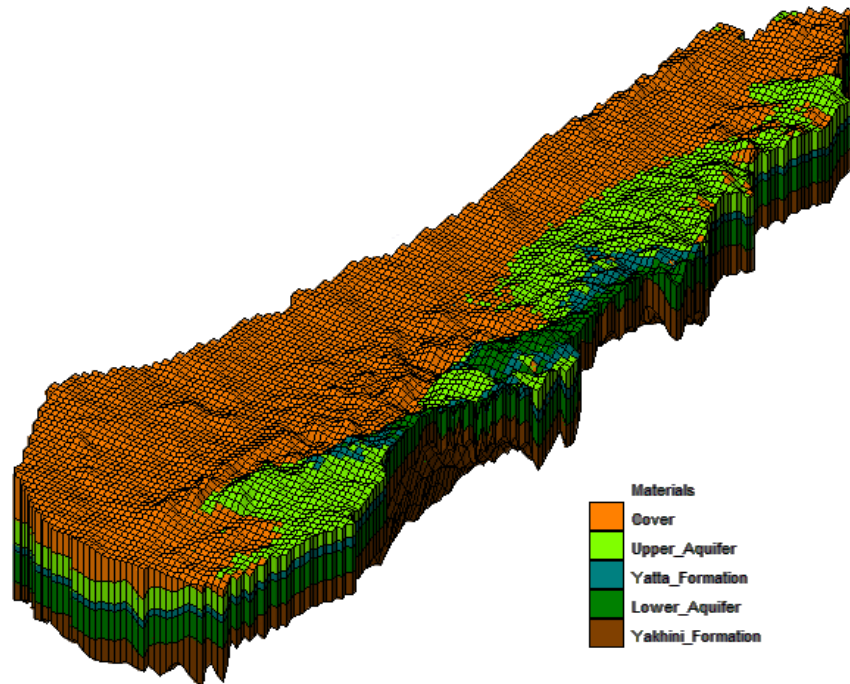 Materials
Cover
Upper_Aquifer
Yatta_Formation
Lower_Aquifer
Yakhini_Formation